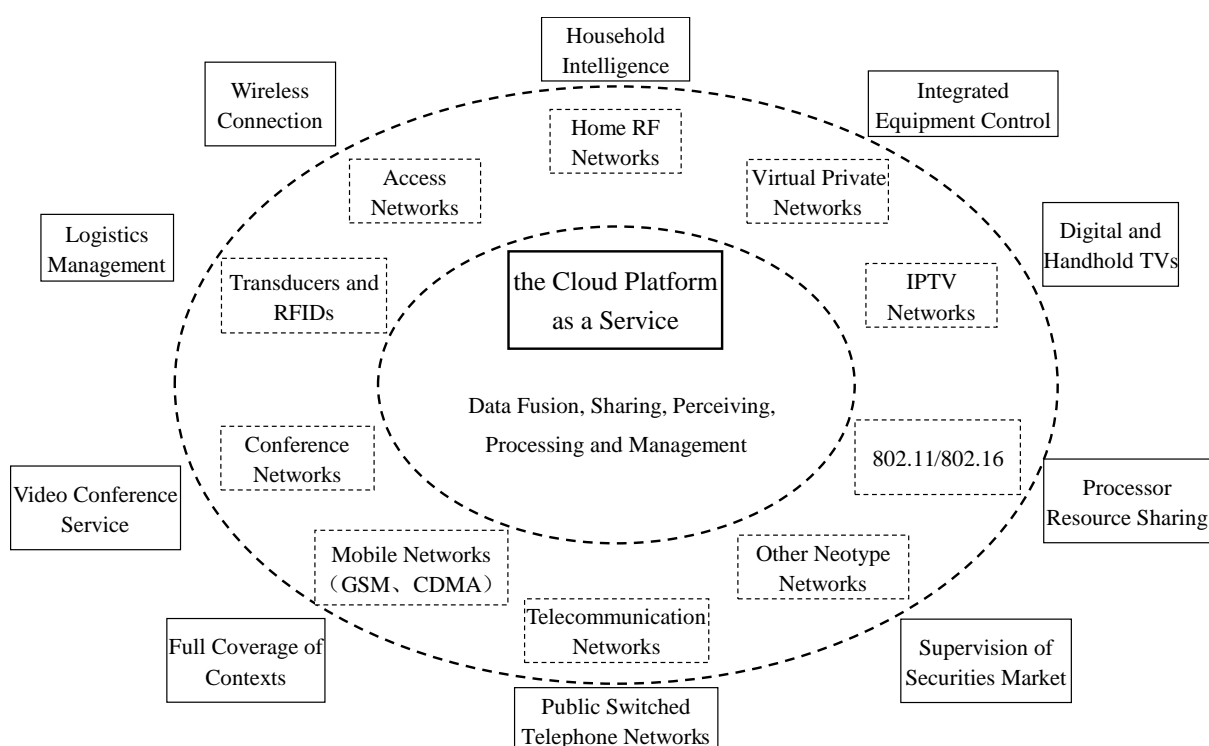 Household
Intelligence
Wireless
Connection
Integrated
Equipment Control
Home RF
Networks
Access
Networks
Virtual Private
Networks
Logistics
Management
Digital and
Handhold TVs
Transducers and
RFIDs
the Cloud Platform
as a Service
IPTV
Networks
Data Fusion, Sharing, Perceiving,
Processing and Management
Conference
Networks
802.11/802.16
Video Conference
Service
Processor
Resource Sharing
Mobile Networks
（GSM、CDMA）
Other Neotype
Networks
Telecommunication
Networks
Full Coverage of
Contexts
Supervision of
Securities Market
Public Switched
Telephone Networks